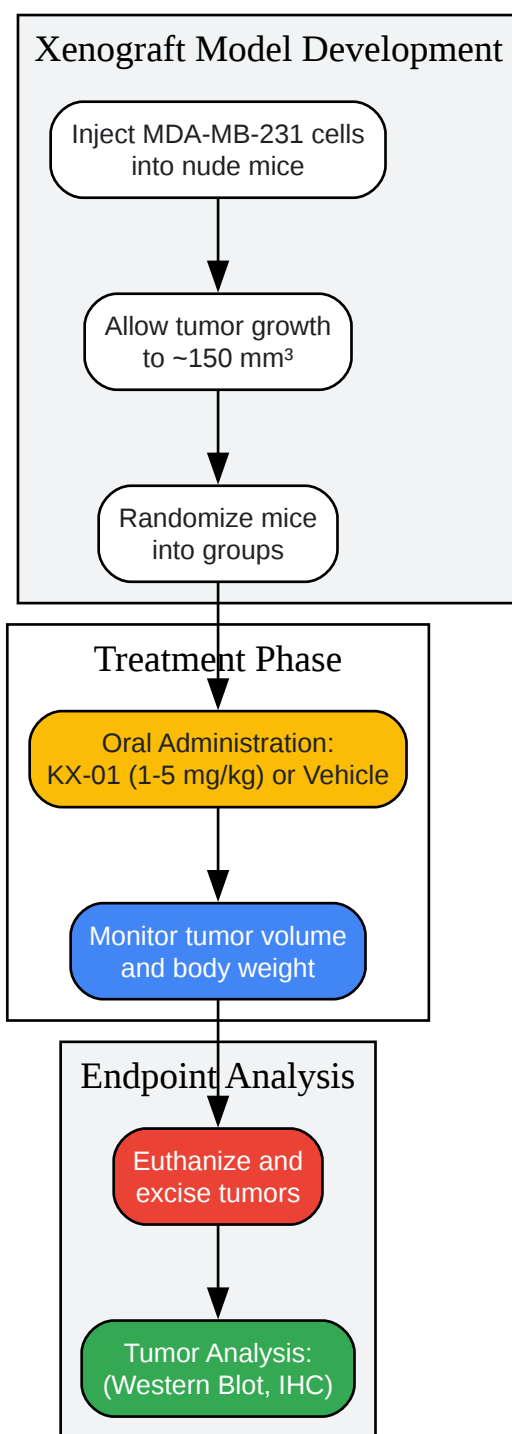 Xenograft Model Development
Inject MDA-MB-231 cells
into nude mice
Allow tumor growth
to ~150 mm³
Randomize mice
into groups
Treatment Phase
Oral Administration:
KX-01 (1-5 mg/kg) or Vehicle
Monitor tumor volume
and body weight
Endpoint Analysis
Euthanize and
excise tumors
Tumor Analysis:
(Western Blot, IHC)